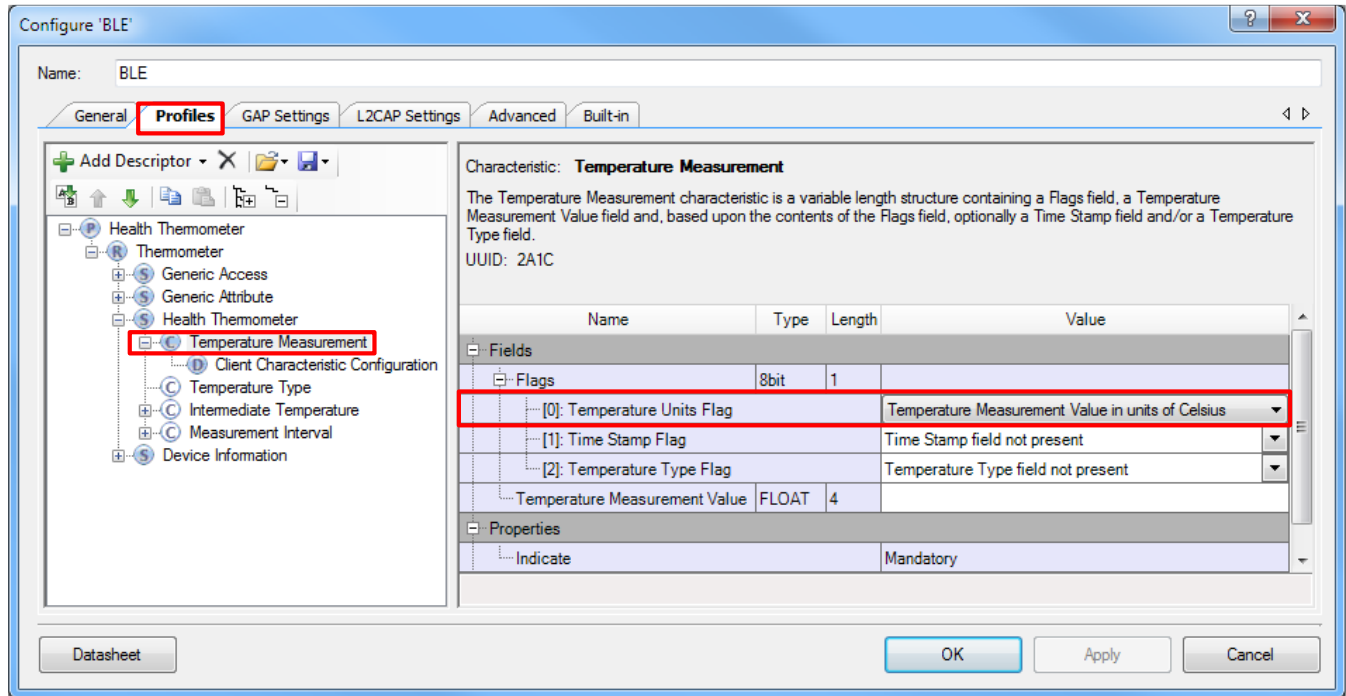 Configure 'BLE'
Name: BLE
General Profiles GAP Settings L2CAP Settings Advanced Built-in
Add Descriptor
Health Thermometer
Thermometer
Generic Access
Generic Attribute
Health Thermometer
Temperature Measurement
Client Characteristic Configuration
Temperature Type
Intermediate Temperature
Measurement Interval
Device Information
Characteristic: Temperature Measurement
The Temperature Measurement characteristic is a variable length structure containing a Flags field, a Temperature
Measurement Value field and, based upon the contents of the Flags field, optionally a Time Stamp field and/or a Temperature
Type field.
UUID: 2A1C
Name Type Length Value
Fields
Flags 8bit 1
[0]: Temperature Units Flag Temperature Measurement Value in units of Celsius
[1]: Time Stamp Flag Time Stamp field not present
[2]: Temperature Type Flag Temperature Type field not present
Temperature Measurement Value FLOAT 4
Properties
Indicate Mandatory
Datasheet OK Apply Cancel